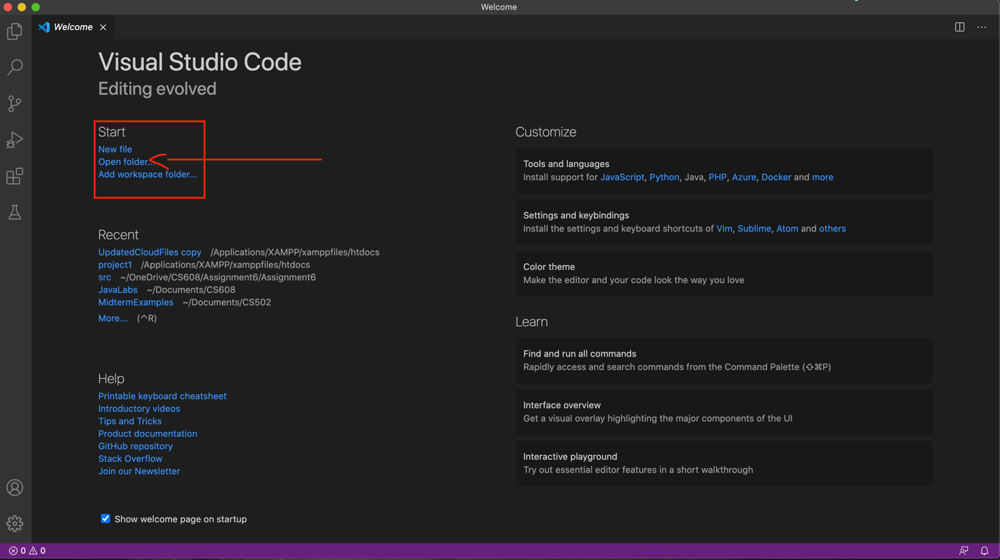 Welcome
Welcome
Visual Studio Code
Editing evolved
Start
New file
Open folder...
Add workspace folder...
Recent
UpdatedCloudFiles copy /Applications/XAMPP/xamppfiles/htdocs
project1 /Applications/XAMPP/xamppfiles/htdocs
src ~/OneDrive/CS608/Assignment6/Assignment6
JavaLabs ~/Documents/CS608
MidtermExamples ~/Documents/CS502
More... (^R)
Help
Printable keyboard cheatsheet
Introductory videos
Tips and Tricks
Product documentation
GitHub repository
Stack Overflow
Join our Newsletter
Show welcome page on startup
Customize
Tools and languages
Install support for JavaScript, Python, Java, PHP, Azure, Docker and more
Settings and keybindings
Install the settings and keyboard shortcuts of Vim, Sublime, Atom and others
Color theme
Make the editor and your code look the way you love
Learn
Find and run all commands
Rapidly access and search commands from the Command Palette (⇧⌘P)
Interface overview
Get a visual overlay highlighting the major components of the UI
Interactive playground
Try out essential editor features in a short walkthrough
0 0